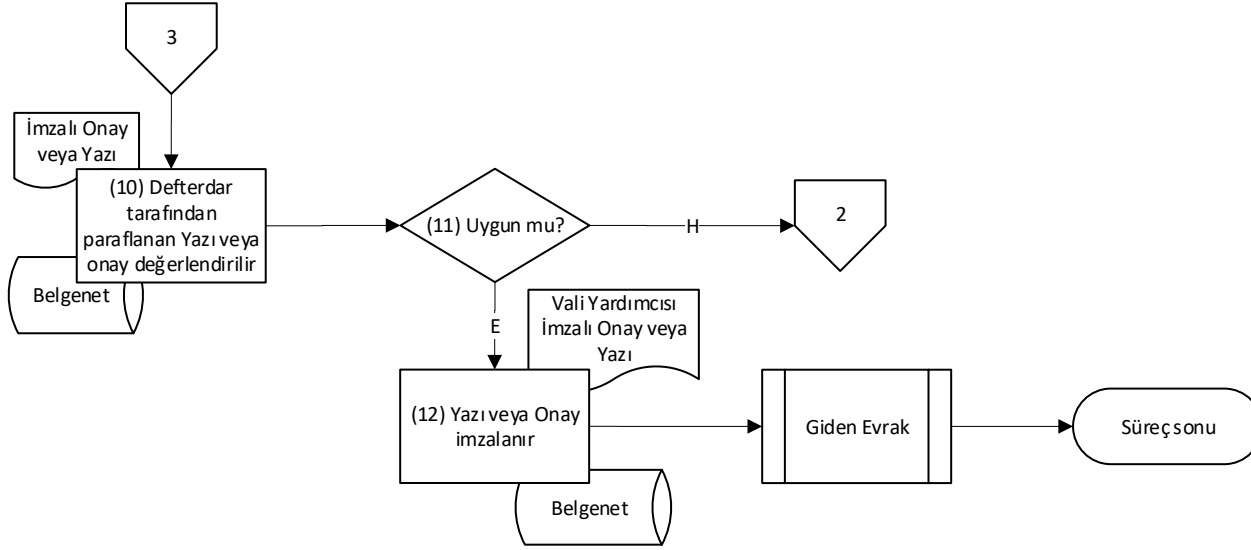 3
İmzalı Onay
veya Yazı
(10) Defterdar
tarafından
paraflanan Yazı veya
onay değerlendirilir
Belgenet
(11) Uygun mu?
H
2
E
Vali Yardımcısı
İmzalı Onay veya
Yazı
(12) Yazı veya Onay
imzalanır
Belgenet
Giden Evrak
Süreç sonu